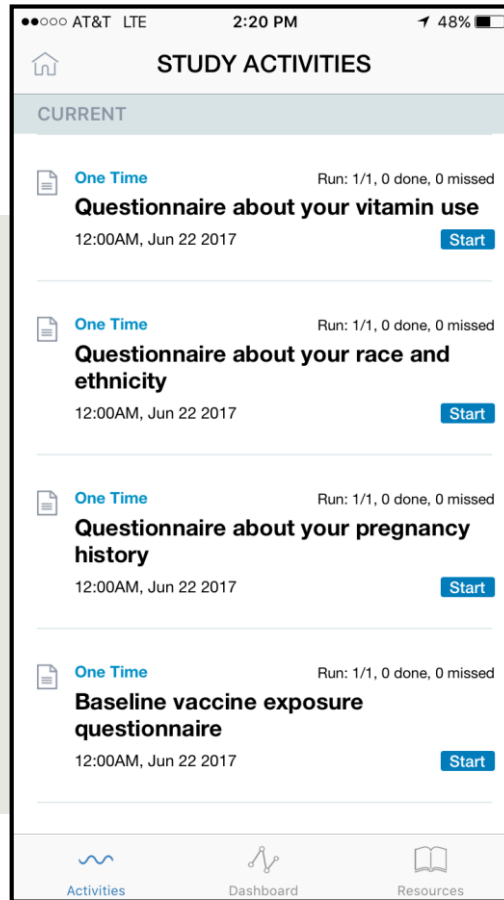 AT&T LTE 2:20 PM 48%
STUDY ACTIVITIES
CURRENT
One Time Run: 1/1, 0 done, 0 missed
Questionnaire about your vitamin use
12:00AM, Jun 22 2017 Start
One Time Run: 1/1, 0 done, 0 missed
Questionnaire about your race and
ethnicity
12:00AM, Jun 22 2017 Start
One Time Run: 1/1, 0 done, 0 missed
Questionnaire about your pregnancy
history
12:00AM, Jun 22 2017 Start
One Time Run: 1/1, 0 done, 0 missed
Baseline vaccine exposure
questionnaire
12:00AM, Jun 22 2017 Start
Activities Dashboard Resources